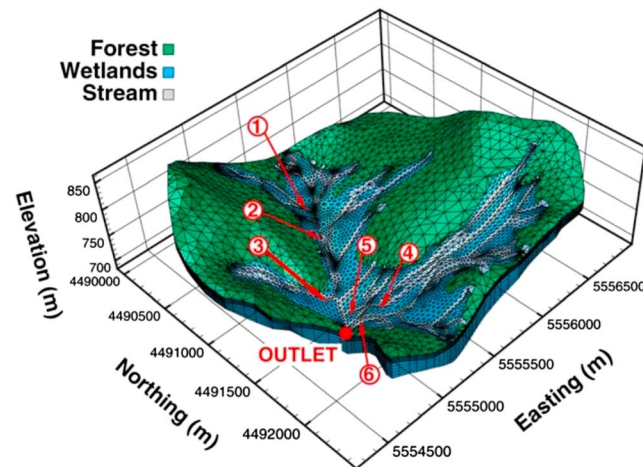 Forest
Wetlands
Stream
①
②
③
⑤
④
OUTLET
⑥
Elevation (m)
850
800
750
700
Northing (m)
4490000
4490500
4491000
4491500
4492000
Easting (m)
5554500
5555000
5555500
5556000
5556500